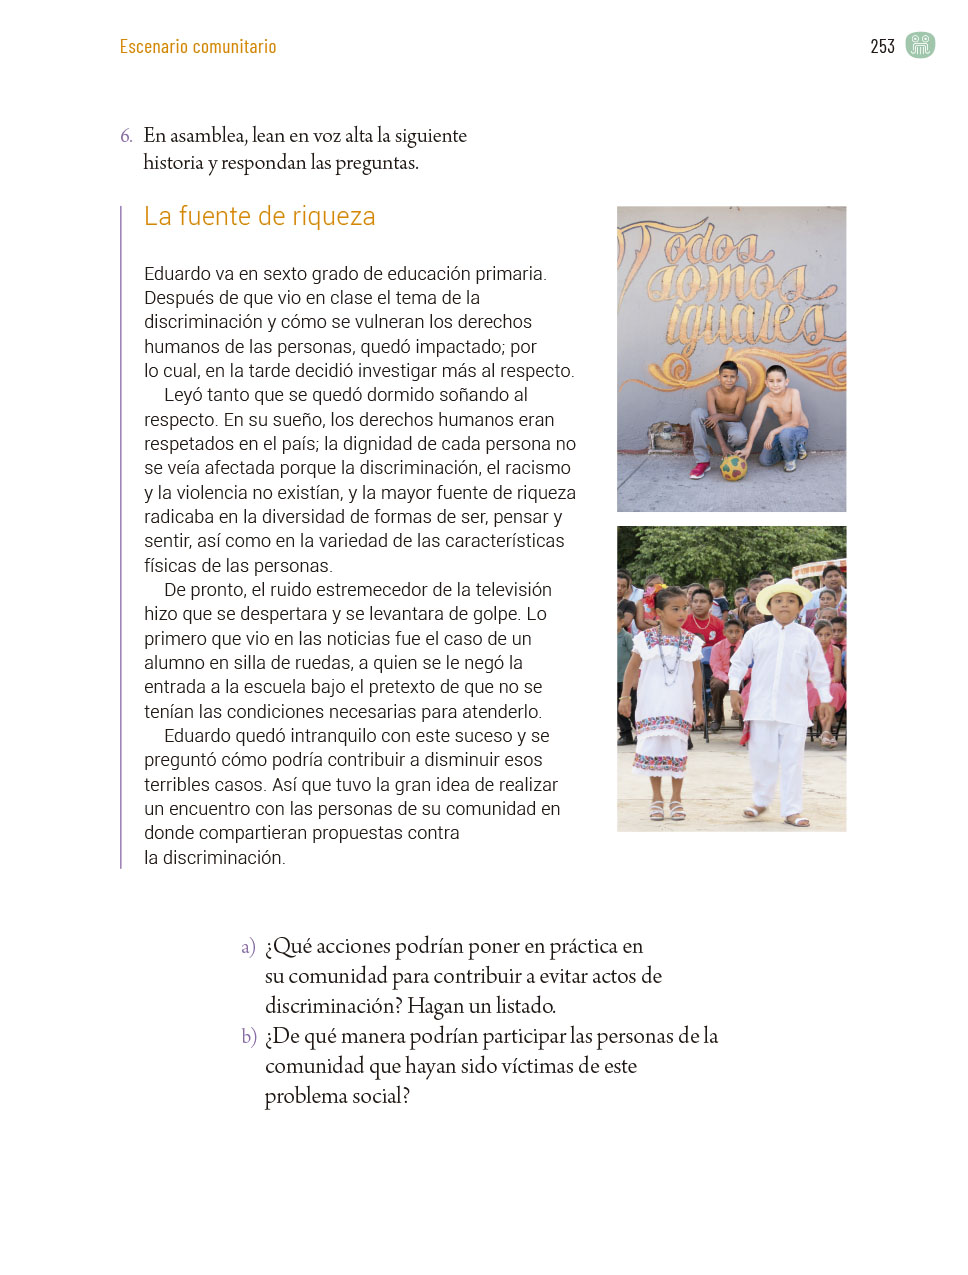 Escenario comunitario
253
6. En asamblea, lean en voz alta la siguiente
historia y respondan las preguntas.
La fuente de riqueza
Eduardo va en sexto grado de educación primaria.
Después de que vio en clase el tema de la
discriminación y cómo se vulneran los derechos
humanos de las personas, quedó impactado; por
lo cual, en la tarde decidió investigar más al respecto.
Leyó tanto que se quedó dormido soñando al
respecto. En su sueño, los derechos humanos eran
respetados en el país; la dignidad de cada persona no
se veía afectada porque la discriminación, el racismo
y la violencia no existían, y la mayor fuente de riqueza
radicaba en la diversidad de formas de ser, pensar y
sentir, así como en la variedad de las características
físicas de las personas.
De pronto, el ruido estremecedor de la televisión
hizo que se despertara y se levantara de golpe. Lo
primero que vio en las noticias fue el caso de un
alumno en silla de ruedas, a quien se le negó la
entrada a la escuela bajo el pretexto de que no se
tenían las condiciones necesarias para atenderlo.
Eduardo quedó intranquilo con este suceso y se
preguntó cómo podría contribuir a disminuir esos
terribles casos. Así que tuvo la gran idea de realizar
un encuentro con las personas de su comunidad en
donde compartieran propuestas contra
la discriminación.
Todos
somos
iguales
a) ¿Qué acciones podrían poner en práctica en
su comunidad para contribuir a evitar actos de
discriminación? Hagan un listado.
b) ¿De qué manera podrían participar las personas de la
comunidad que hayan sido víctimas de este
problema social?